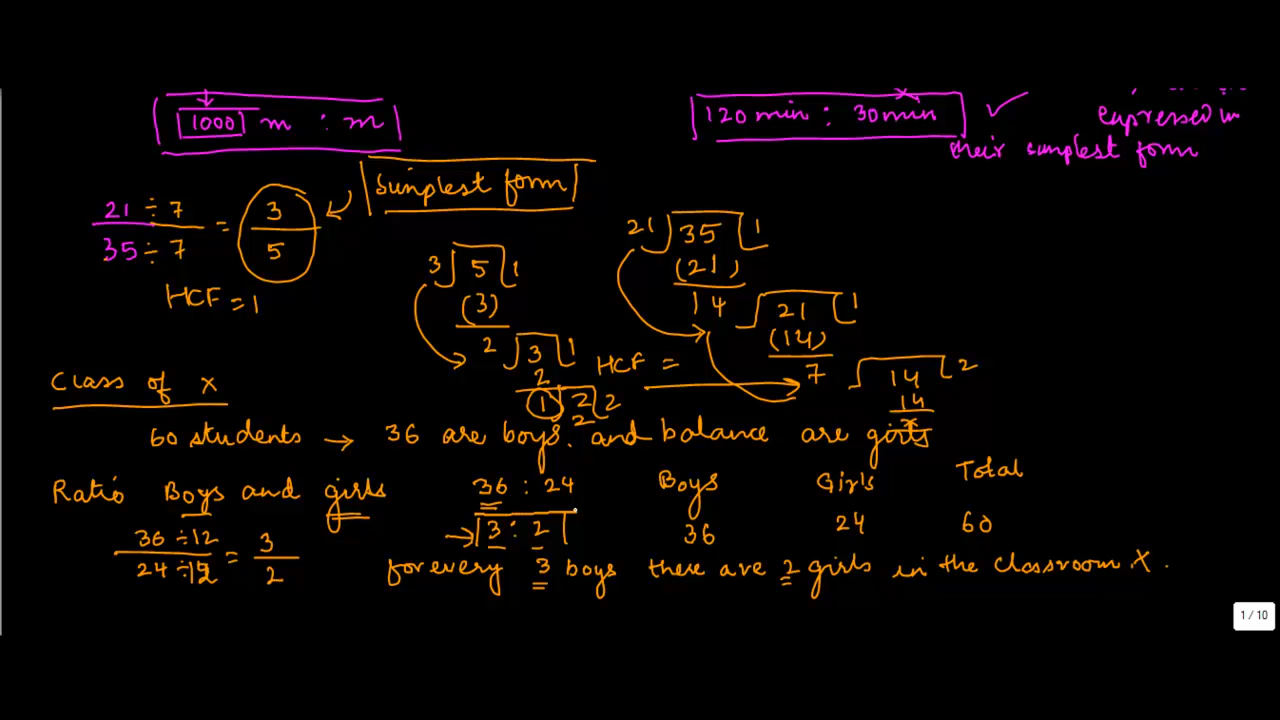 1000 m : m
120 min : 30 min ✓ expressed in
their simplest form
Simplest form
21 ÷ 7 / 35 ÷ 7 = 3 / 5
HCF = 1
3 ) 5 ( 1
(3)
2 ) 3 ( 1
2
1 ) 2 ( 2
2
21 ) 35 ( 1
(21)
14 ) 21 ( 1
(14)
HCF = 7 ) 14 ( 2
14
x
Class of X
60 students → 36 are boys. and balance are girls
Ratio Boys and girls 36 : 24 Boys Girls Total
→ 3 : 2 36 24 60
36 ÷ 12 / 24 ÷ 12 = 3 / 2
for every 3 boys there are 2 girls in the classroom X.
1 / 10